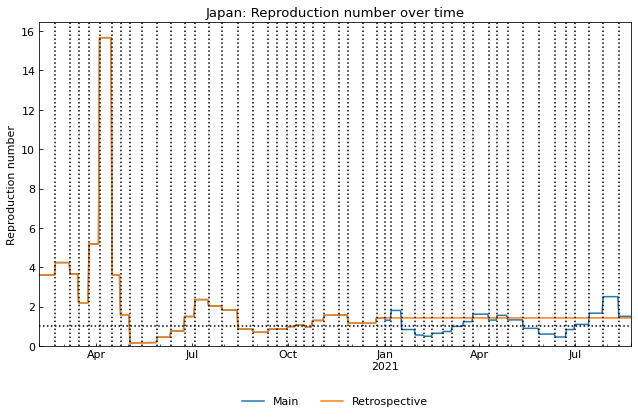 Japan: Reproduction number over time
Reproduction number
16
14
12
10
8
6
4
2
0
Apr
Jul
Oct
Jan
2021
Apr
Jul
Main
Retrospective